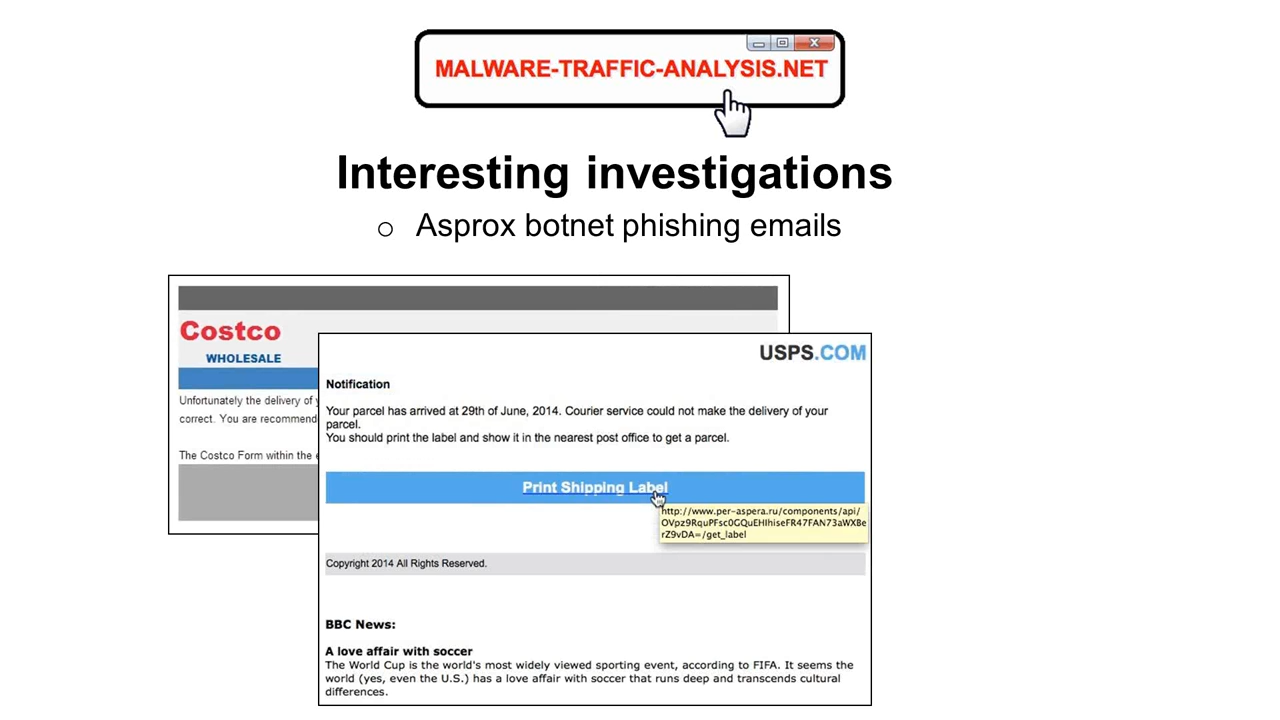 MALWARE-TRAFFIC-ANALYSIS.NET
Interesting investigations
o Asprox botnet phishing emails
Costco
WHOLESALE
Unfortunately the delivery of
correct. You are recommend
The Costco Form within the
USPS.COM
Notification
Your parcel has arrived at 29th of June, 2014. Courier service could not make the delivery of your
parcel.
You should print the label and show it in the nearest post office to get a parcel.
Print Shipping Label
http://www.per-aspera.ru/components/api/
OVpz9RquPFsc0GQuEHIhiseFR47FAN73aWXBe
rZ9vDA=/get_label
Copyright 2014 All Rights Reserved.
BBC News:
A love affair with soccer
The World Cup is the world's most widely viewed sporting event, according to FIFA. It seems the
world (yes, even the U.S.) has a love affair with soccer that runs deep and transcends cultural
differences.